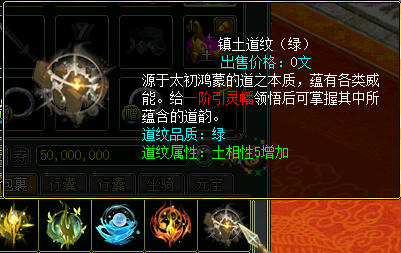 镇土道纹（绿）
出售价格：0文
源于太初鸿蒙的道之本质，蕴有各类威
能。给一阶引灵幡领悟后可掌握其中所
蕴含的道韵。
道纹品质：绿
道纹属性：土相性5增加
券 50,000,000
包裹 行囊 行囊 坐骑 元宝